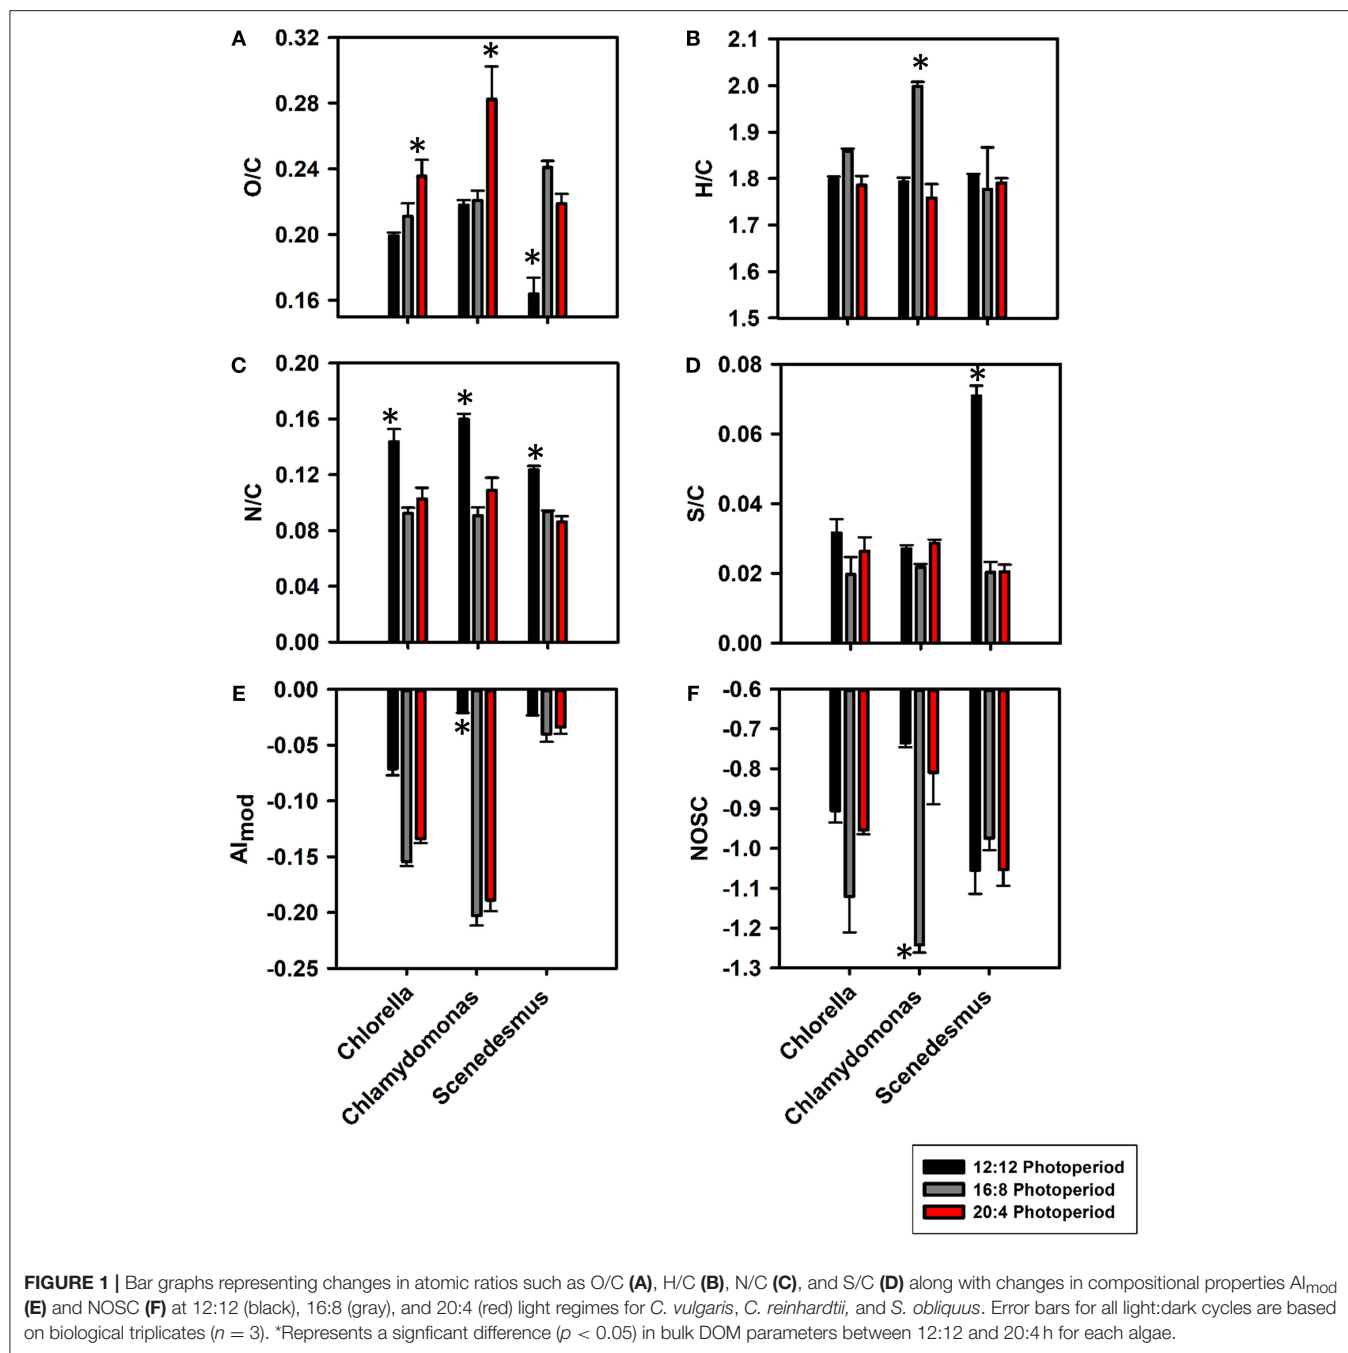 A
O/C
0.32
0.28
0.24
0.20
0.16
*
*
*
B
H/C
2.1
2.0
1.9
1.8
1.7
1.6
1.5
*
C
N/C
0.20
0.16
0.12
0.08
0.04
0.00
*
*
*
D
S/C
0.08
0.06
0.04
0.02
0.00
*
E
AImod
0.00
-0.05
-0.10
-0.15
-0.20
-0.25
*
Chlorella
Chlamydomonas
Scenedesmus
F
NOSC
-0.6
-0.7
-0.8
-0.9
-1.0
-1.1
-1.2
-1.3
*
Chlorella
Chlamydomonas
Scenedesmus
12:12 Photoperiod
16:8 Photoperiod
20:4 Photoperiod
FIGURE 1 | Bar graphs representing changes in atomic ratios such as O/C (A), H/C (B), N/C (C), and S/C (D) along with changes in compositional properties AImod
(E) and NOSC (F) at 12:12 (black), 16:8 (gray), and 20:4 (red) light regimes for C. vulgaris, C. reinhardtii, and S. obliquus. Error bars for all light:dark cycles are based
on biological triplicates (n = 3). *Represents a signficant difference (p < 0.05) in bulk DOM parameters between 12:12 and 20:4 h for each algae.